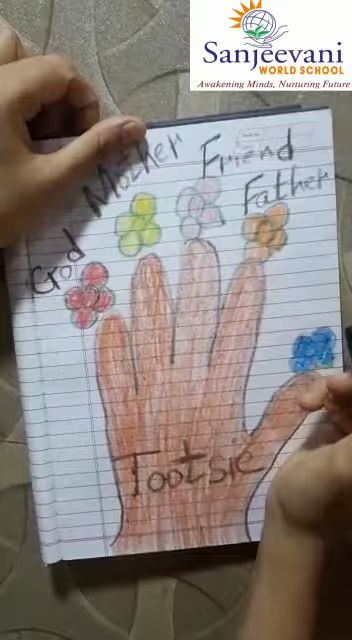 Sanjeevani
WORLD SCHOOL
Awakening Minds, Nurturing Future
God
Mother
Friend
Father
Tootsie